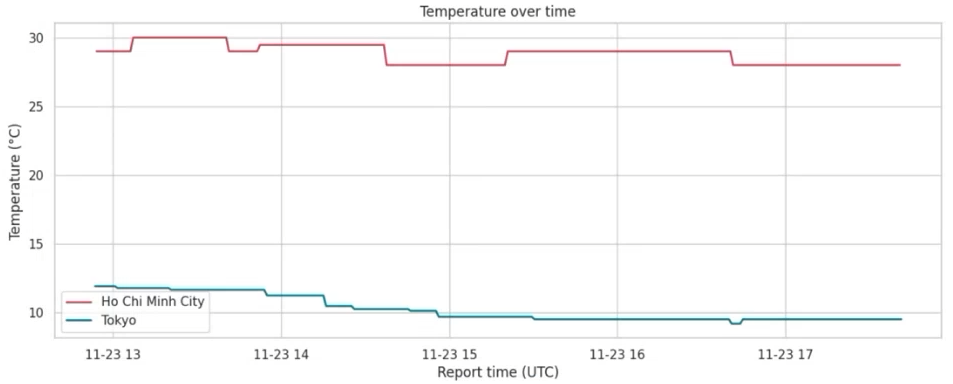 Temperature over time
Temperature (°C)
30
25
20
15
10
Ho Chi Minh City
Tokyo
11-23 13
11-23 14
11-23 15
11-23 16
11-23 17
Report time (UTC)